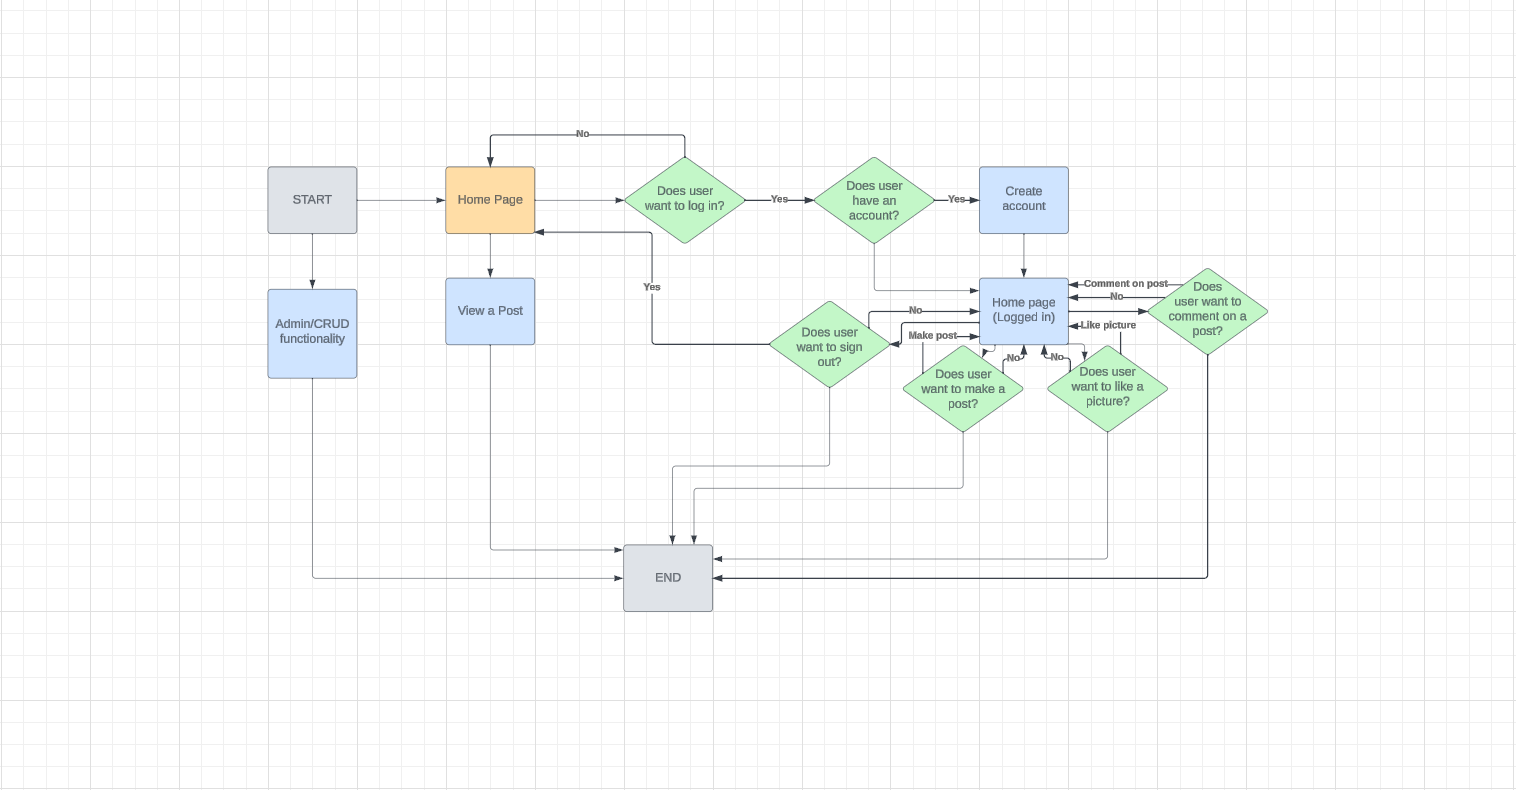 No
START
Home Page
Does user
want to log in?
Yes
Does user
have an
account?
Yes
Create
account
Admin/CRUD
functionality
View a Post
Yes
Does user
want to sign
out?
No
Make post
Home page
(Logged in)
Comment on post
No
Like picture
Does
user want to
comment on a
post?
No
No
Does user
want to make a
post?
Does user
want to like a
picture?
END